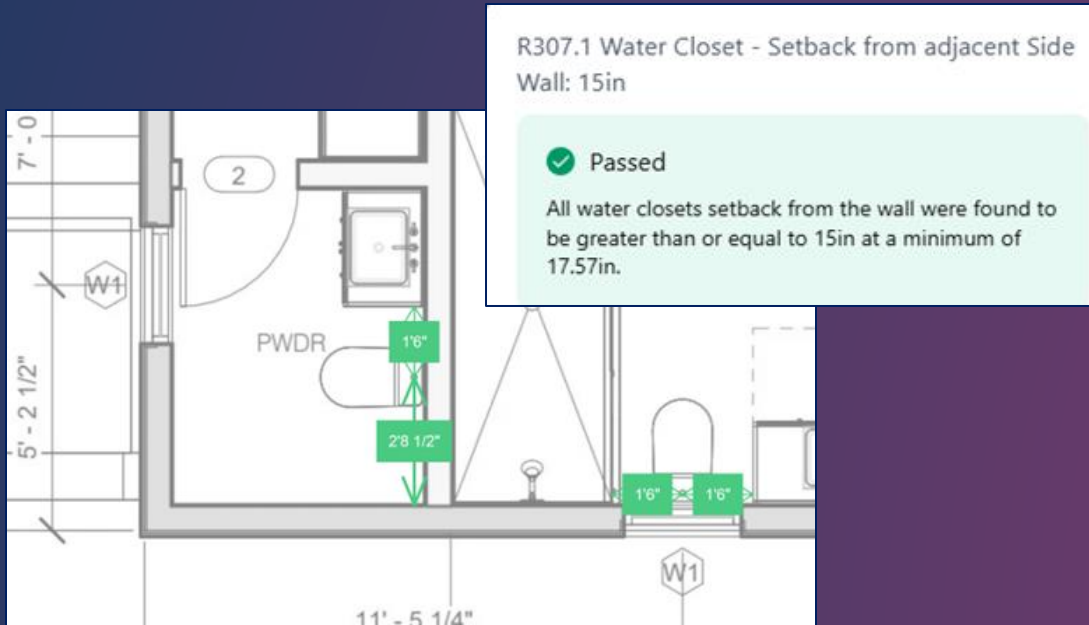 R307.1 Water Closet - Setback from adjacent Side
Wall: 15in
Passed
All water closets setback from the wall were found to
be greater than or equal to 15in at a minimum of
17.57in.
7' - 0
2
W1
PWDR
1'6"
5' - 2 1/2"
2'8 1/2"
1'6" 1'6"
W1
11' - 5 1/4"